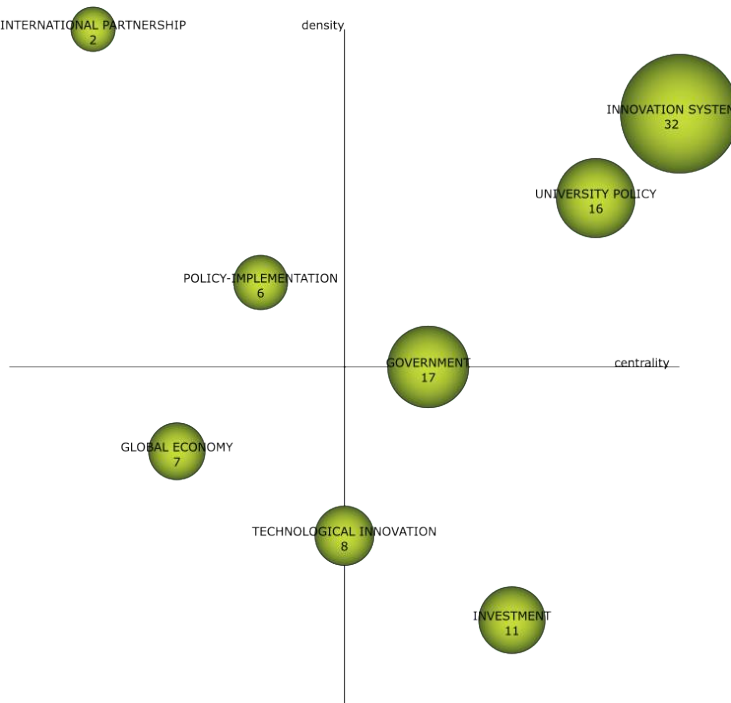 INTERNATIONAL PARTNERSHIP
2
density
INNOVATION SYSTEM
32
UNIVERSITY POLICY
16
POLICY-IMPLEMENTATION
6
GOVERNMENT
17
centrality
GLOBAL ECONOMY
7
TECHNOLOGICAL INNOVATION
8
INVESTMENT
11